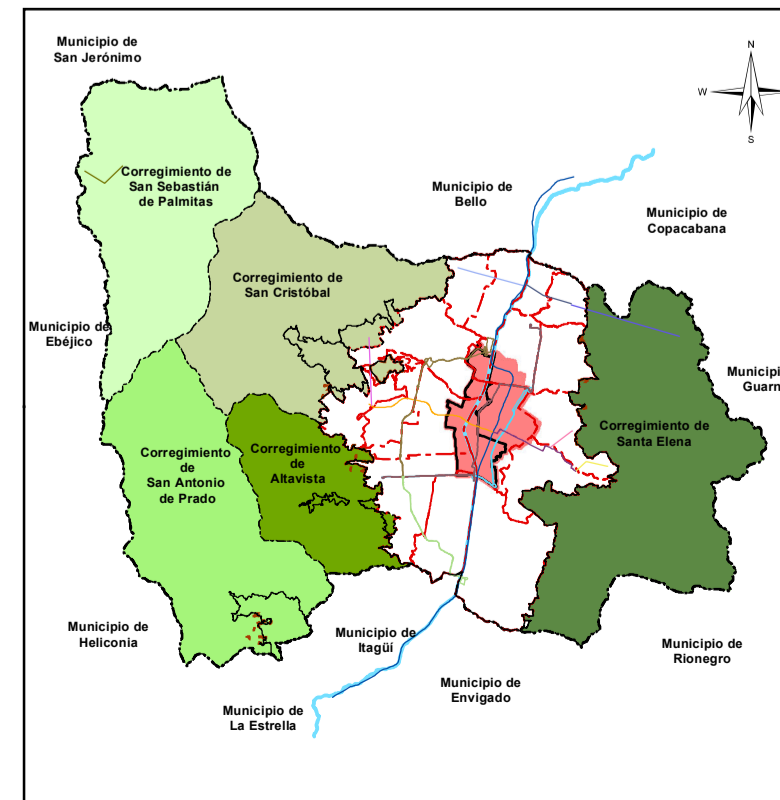 Municipio de
San Jerónimo
N
W
S
Corregimiento de
San Sebastián
de Palmitas
Municipio de
Bello
Municipio de
Copacabana
Corregimiento de
San Cristóbal
Municipio de
Ebéjico
Municipi
Guarn
Corregimiento de
Santa Elena
Corregimiento
de
San Antonio
de Prado
Corregimiento
de
Altavista
Municipio de
Heliconia
Municipio de
Itagüí
Municipio de
Rionegro
Municipio de
Envigado
Municipio de
La Estrella